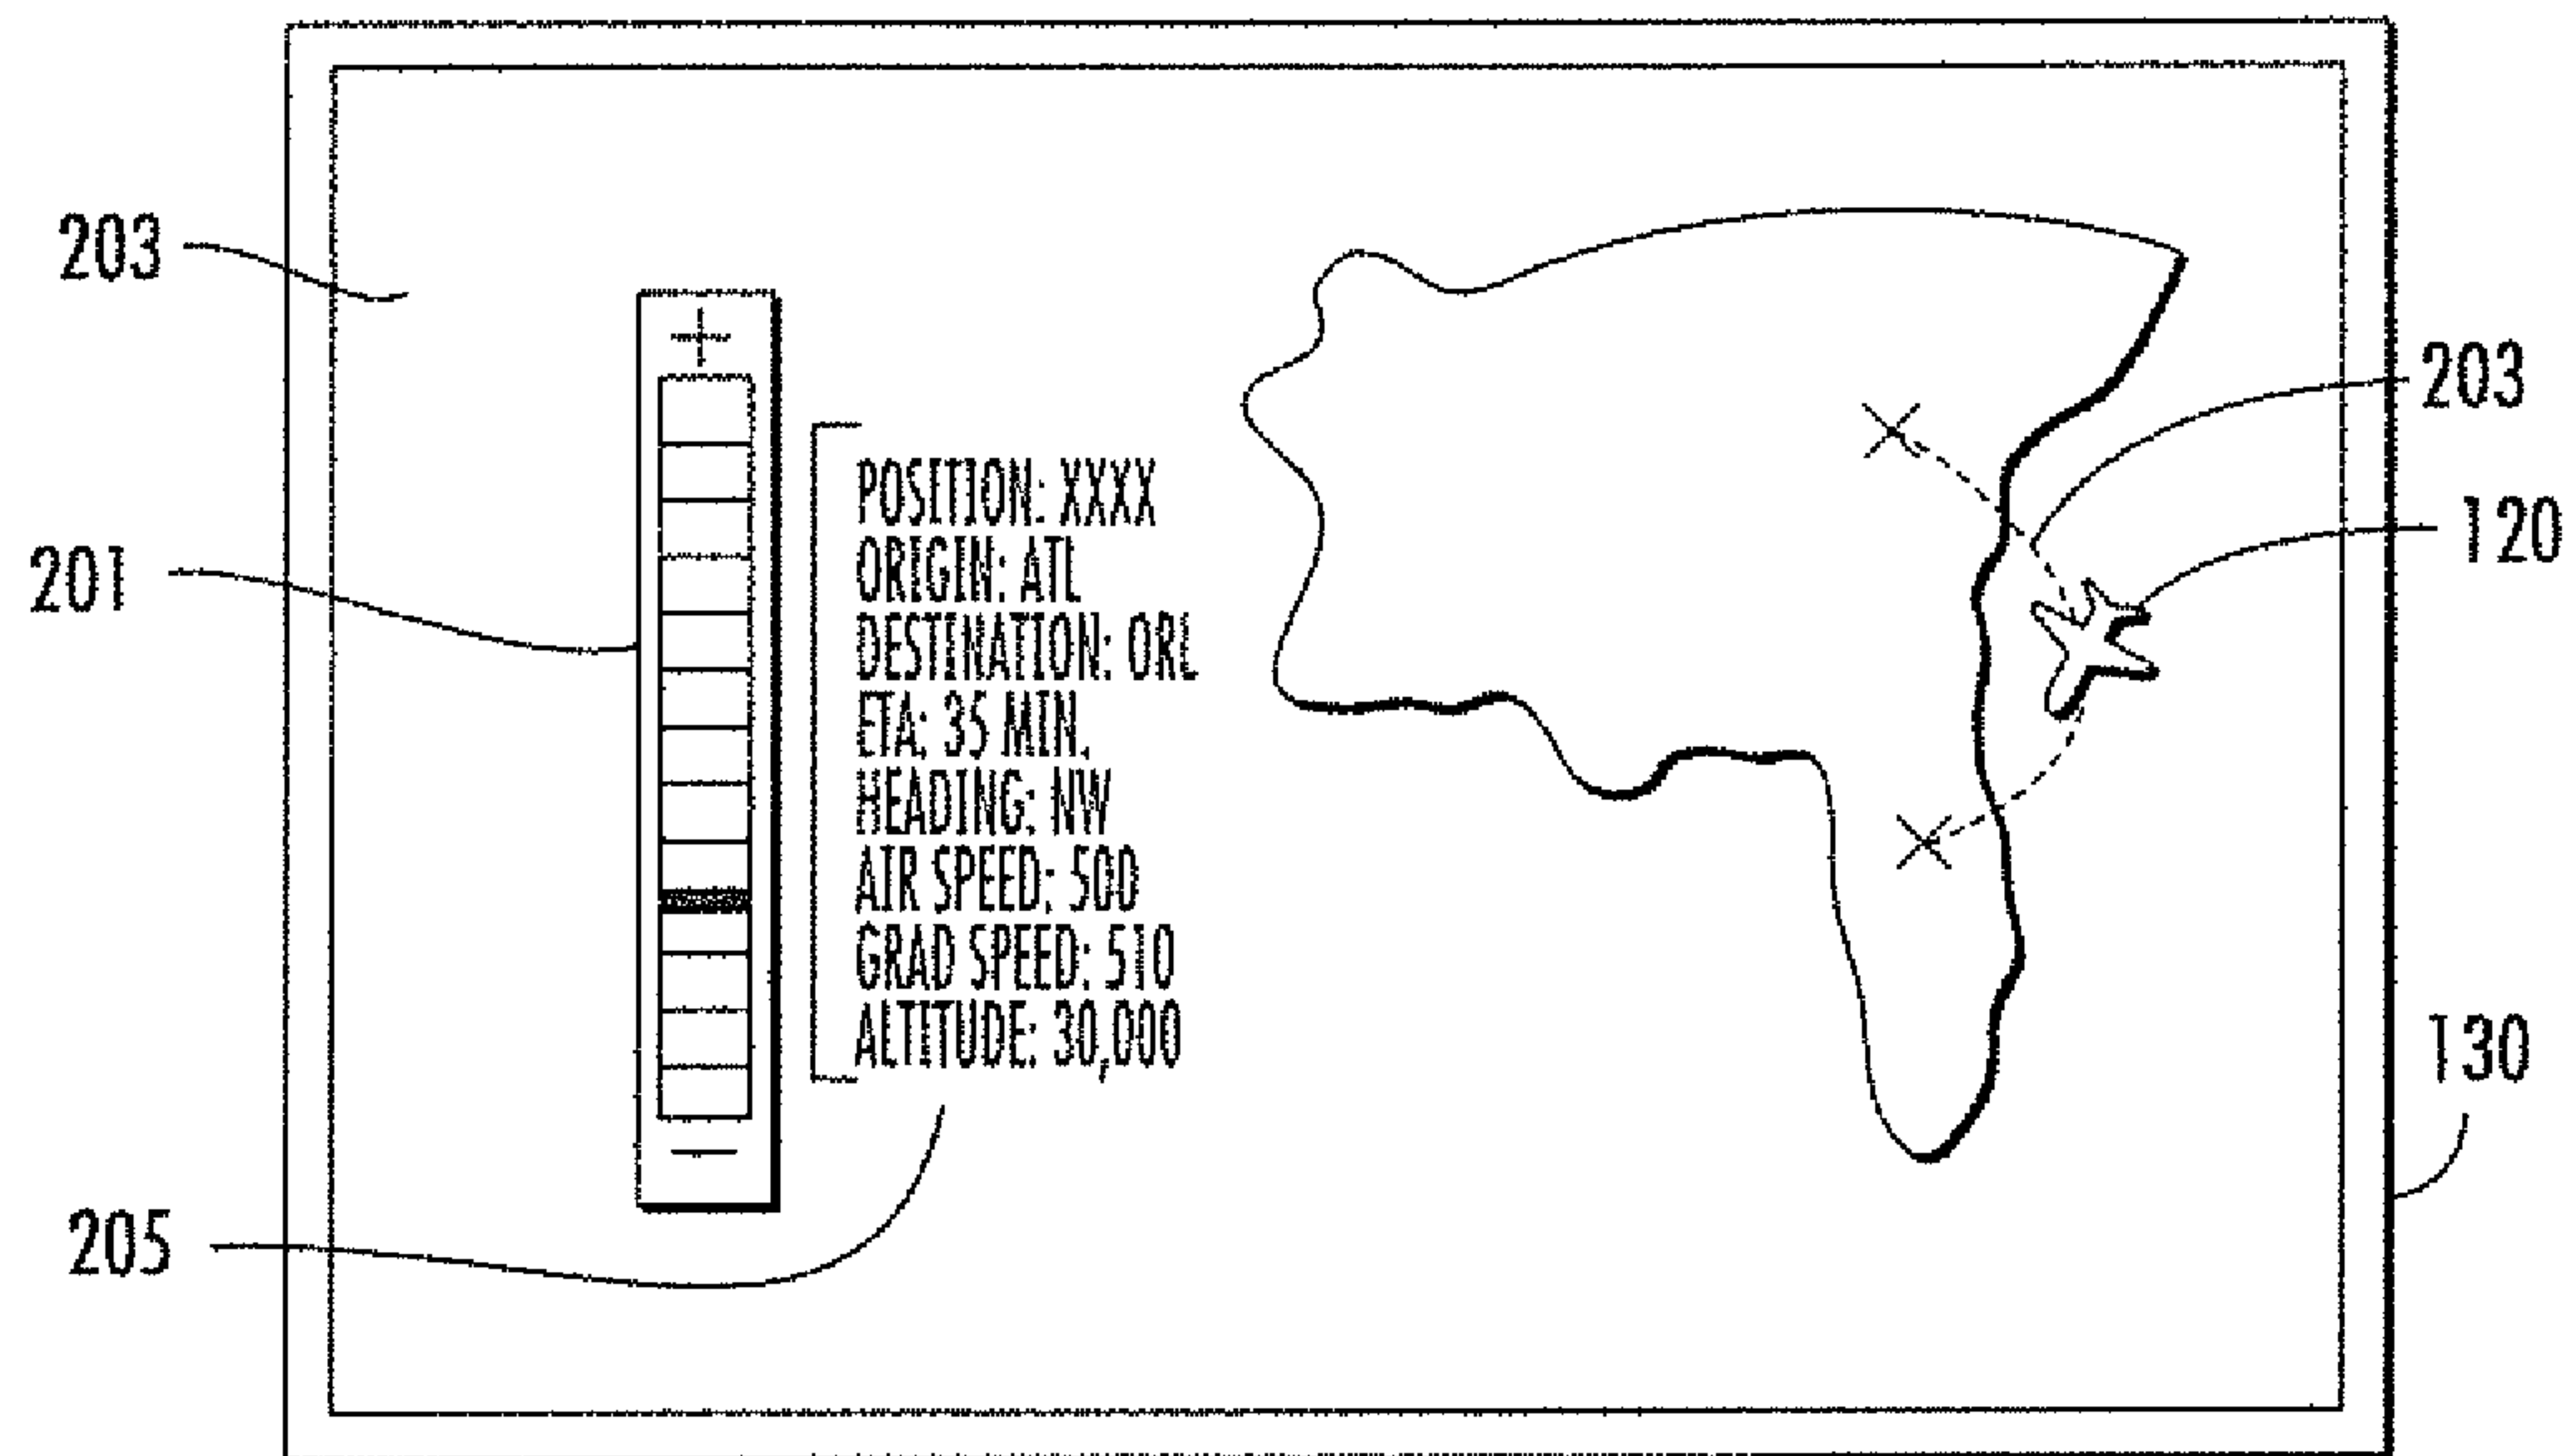 203
+
201
POSITION: XXXX
ORIGIN: ATL
DESTINATION: ORL
ETA: 35 MIN.
HEADING: NW
AIR SPEED: 500
GRAD SPEED: 510
ALTITUDE: 30,000
—
205
203
120
130